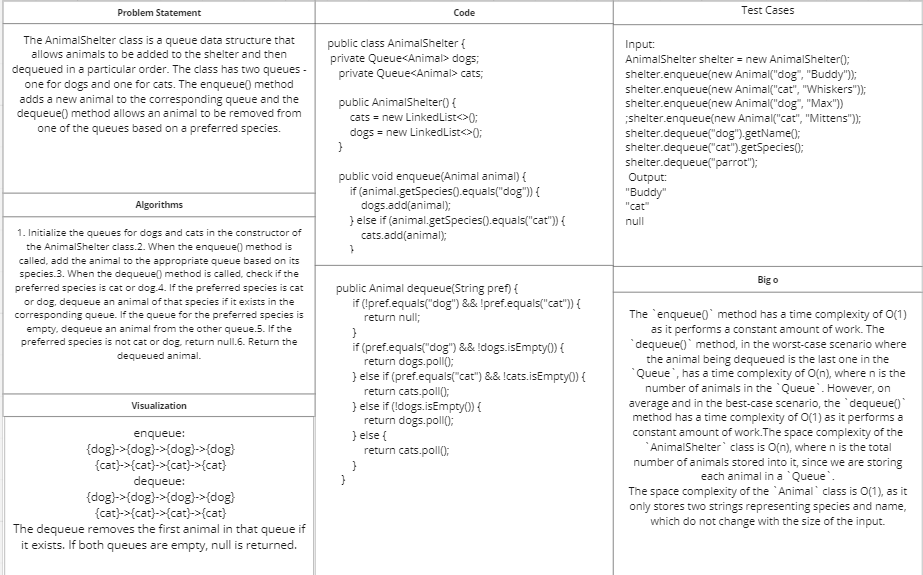 Problem Statement
The AnimalShelter class is a queue data structure that
allows animals to be added to the shelter and then
dequeued in a particular order. The class has two queues -
one for dogs and one for cats. The enqueue() method
adds a new animal to the corresponding queue and the
dequeue() method allows an animal to be removed from
one of the queues based on a preferred species.
Algorithms
1. Initialize the queues for dogs and cats in the constructor of
the AnimalShelter class.2. When the enqueue() method is
called, add the animal to the appropriate queue based on its
species.3. When the dequeue() method is called, check if the
preferred species is cat or dog.4. If the preferred species is cat
or dog, dequeue an animal of that species if it exists in the
corresponding queue. If the queue for the preferred species is
empty, dequeue an animal from the other queue.5. If the
preferred species is not cat or dog, return null.6. Return the
dequeued animal.
Visualization
enqueue:
{dog}->{dog}->{dog}->{dog}
{cat}->{cat}->{cat}->{cat}
dequeue:
{dog}->{dog}->{dog}->{dog}
{cat}->{cat}->{cat}->{cat}
The dequeue removes the first animal in that queue if
it exists. If both queues are empty, null is returned.
Code
public class AnimalShelter {
private Queue<Animal> dogs;
private Queue<Animal> cats;
public AnimalShelter() {
cats = new LinkedList<>();
dogs = new LinkedList<>();
}
public void enqueue(Animal animal) {
if (animal.getSpecies().equals("dog")) {
dogs.add(animal);
} else if (animal.getSpecies().equals("cat")) {
cats.add(animal);
}
public Animal dequeue(String pref) {
if (!pref.equals("dog") && !pref.equals("cat")) {
return null;
}
if (pref.equals("dog") && !dogs.isEmpty()) {
return dogs.poll();
} else if (pref.equals("cat") && !cats.isEmpty()) {
return cats.poll();
} else if (!dogs.isEmpty()) {
return dogs.poll();
} else {
return cats.poll();
}
}
Test Cases
Input:
AnimalShelter shelter = new AnimalShelter();
shelter.enqueue(new Animal("dog", "Buddy"));
shelter.enqueue(new Animal("cat", "Whiskers"));
shelter.enqueue(new Animal("dog", "Max"))
;shelter.enqueue(new Animal("cat", "Mittens"));
shelter.dequeue("dog").getName();
shelter.dequeue("cat").getSpecies();
shelter.dequeue("parrot");
Output:
"Buddy"
"cat"
null
Big o
The `enqueue()` method has a time complexity of O(1)
as it performs a constant amount of work. The
`dequeue()` method, in the worst-case scenario where
the animal being dequeued is the last one in the
`Queue`, has a time complexity of O(n), where n is the
number of animals in the `Queue`. However, on
average and in the best-case scenario, the `dequeue()`
method has a time complexity of O(1) as it performs a
constant amount of work.The space complexity of the
`AnimalShelter` class is O(n), where n is the total
number of animals stored into it, since we are storing
each animal in a `Queue`.
The space complexity of the `Animal` class is O(1), as it
only stores two strings representing species and name,
which do not change with the size of the input.